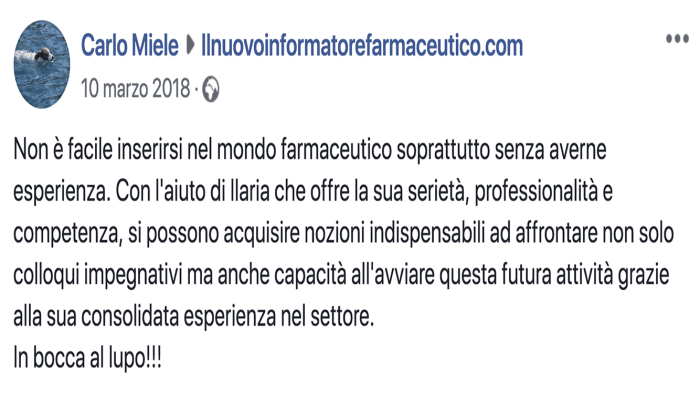 Carlo Miele ▶ Ilnuovoinformatorefarmaceutico.com
10 marzo 2018 ·
Non è facile inserirsi nel mondo farmaceutico soprattutto senza averne
esperienza. Con l'aiuto di Ilaria che offre la sua serietà, professionalità e
competenza, si possono acquisire nozioni indispensabili ad affrontare non solo
colloqui impegnativi ma anche capacità all'avviare questa futura attività grazie
alla sua consolidata esperienza nel settore.
In bocca al lupo!!!